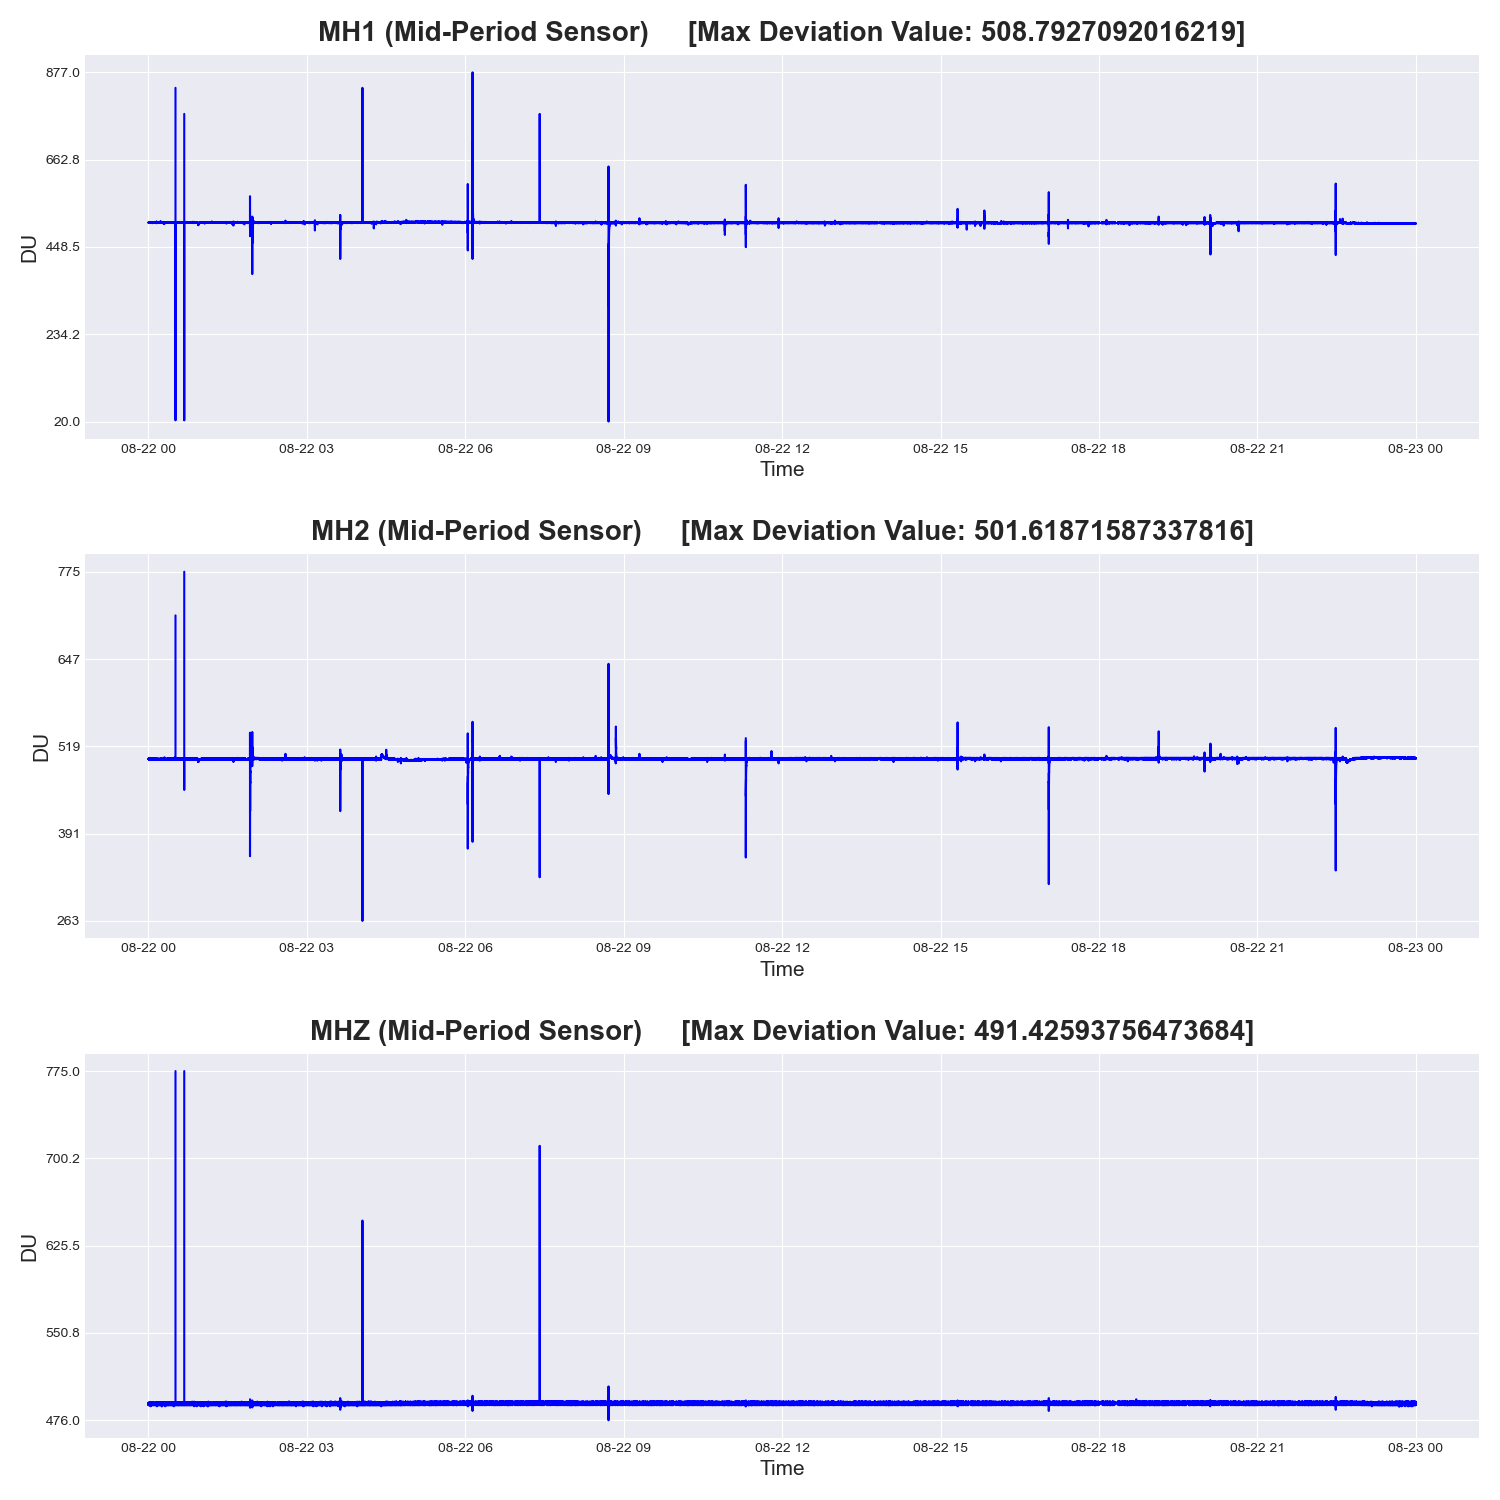 MH1 (Mid-Period Sensor) [Max Deviation Value: 508.7927092016219]
877.0
662.8
448.5
234.2
20.0
DU
08-22 00 08-22 03 08-22 06 08-22 09 08-22 12 08-22 15 08-22 18 08-22 21 08-23 00
Time
MH2 (Mid-Period Sensor) [Max Deviation Value: 501.61871587337816]
775
647
519
391
263
DU
08-22 00 08-22 03 08-22 06 08-22 09 08-22 12 08-22 15 08-22 18 08-22 21 08-23 00
Time
MHZ (Mid-Period Sensor) [Max Deviation Value: 491.42593756473684]
775.0
700.2
625.5
550.8
476.0
DU
08-22 00 08-22 03 08-22 06 08-22 09 08-22 12 08-22 15 08-22 18 08-22 21 08-23 00
Time